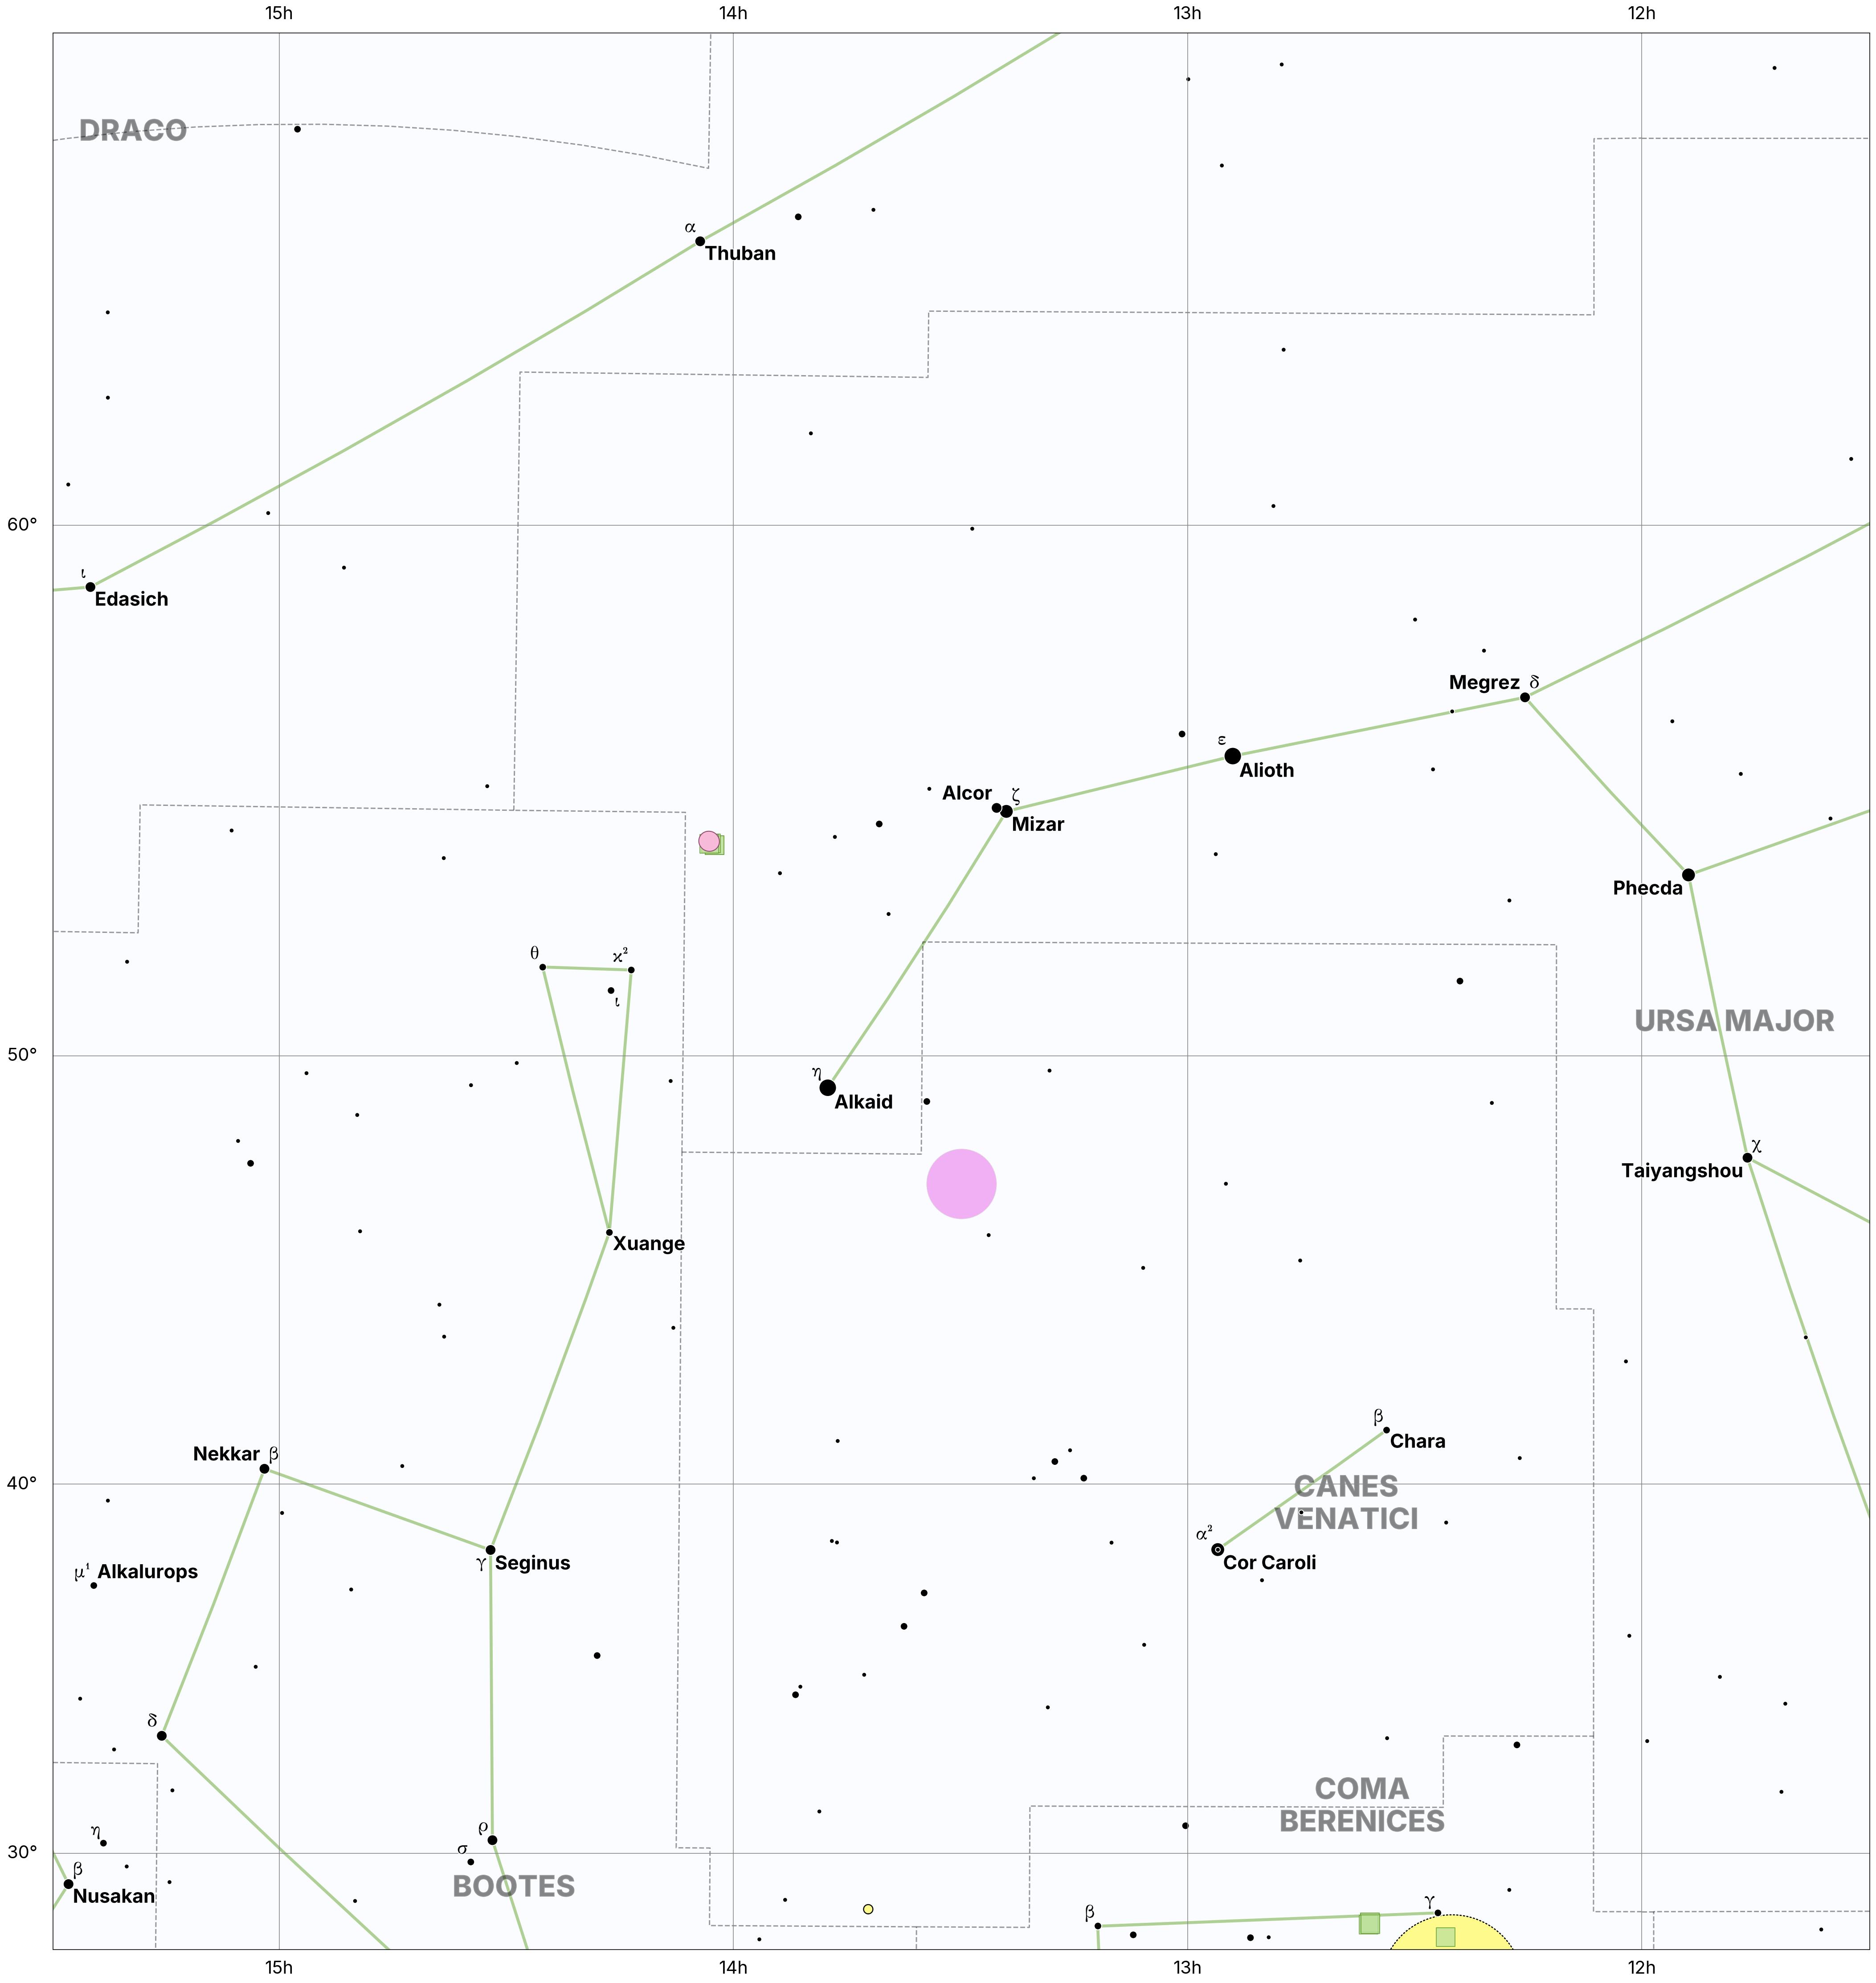 15h 14h 13h 12h
DRACO
α
Thuban
60°
ι
Edasich
Megrez δ
ε
Alioth
Alcor ζ
Mizar
Phecda
θ ϰ²
ι
URSA MAJOR
50°
η
Alkaid
χ
Taiyangshou
Xuange
β
Chara
Nekkar β
40°
CANES
VENATICI
α²
Cor Caroli
γ Seginus
μ¹ Alkalurops
δ
COMA
BERENICES
ρ
η
σ
30°
β
Nusakan
BOOTES
γ
β
15h 14h 13h 12h